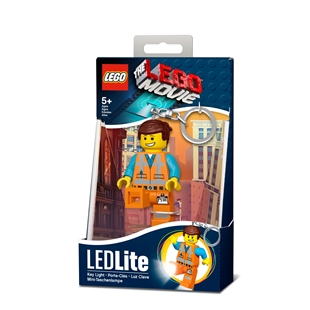 LEGO
THE
LEGO
MOVIE
5+
LEDLite
Key Light - Porte-Clés - Luz Clave
Mini-Taschenlampe